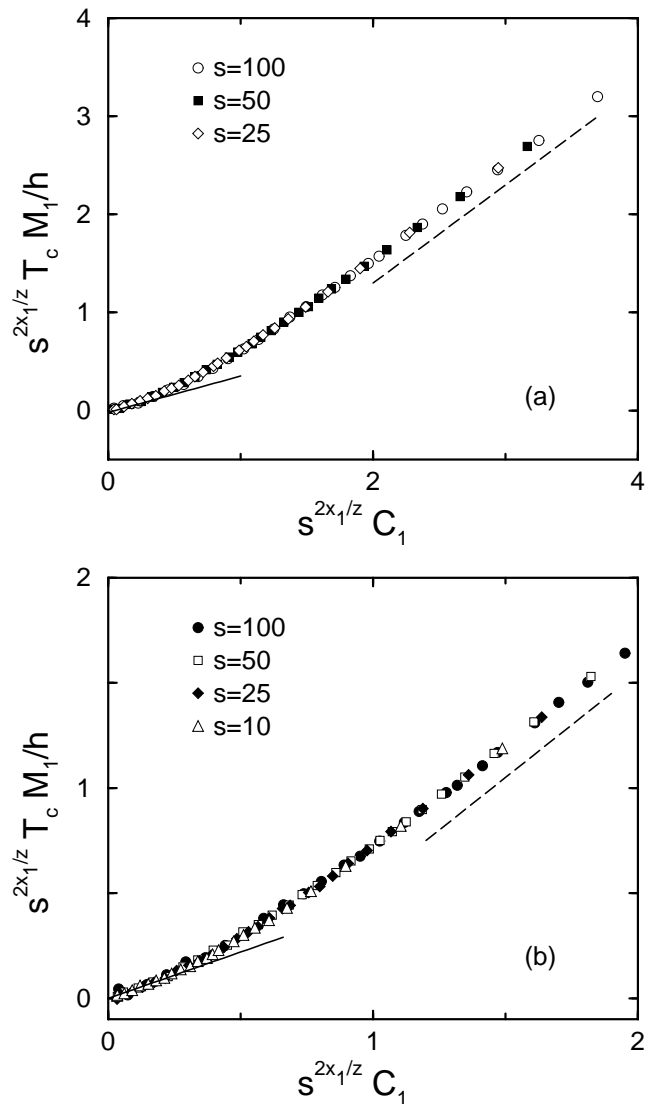 4
3
2
1
0
s^{2x_1/z} T_c M_1/h
○ s=100
■ s=50
◇ s=25
(a)
0 2 4
s^{2x_1/z} C_1
2
1
0
s^{2x_1/z} T_c M_1/h
● s=100
□ s=50
◆ s=25
△ s=10
(b)
0 1 2
s^{2x_1/z} C_1